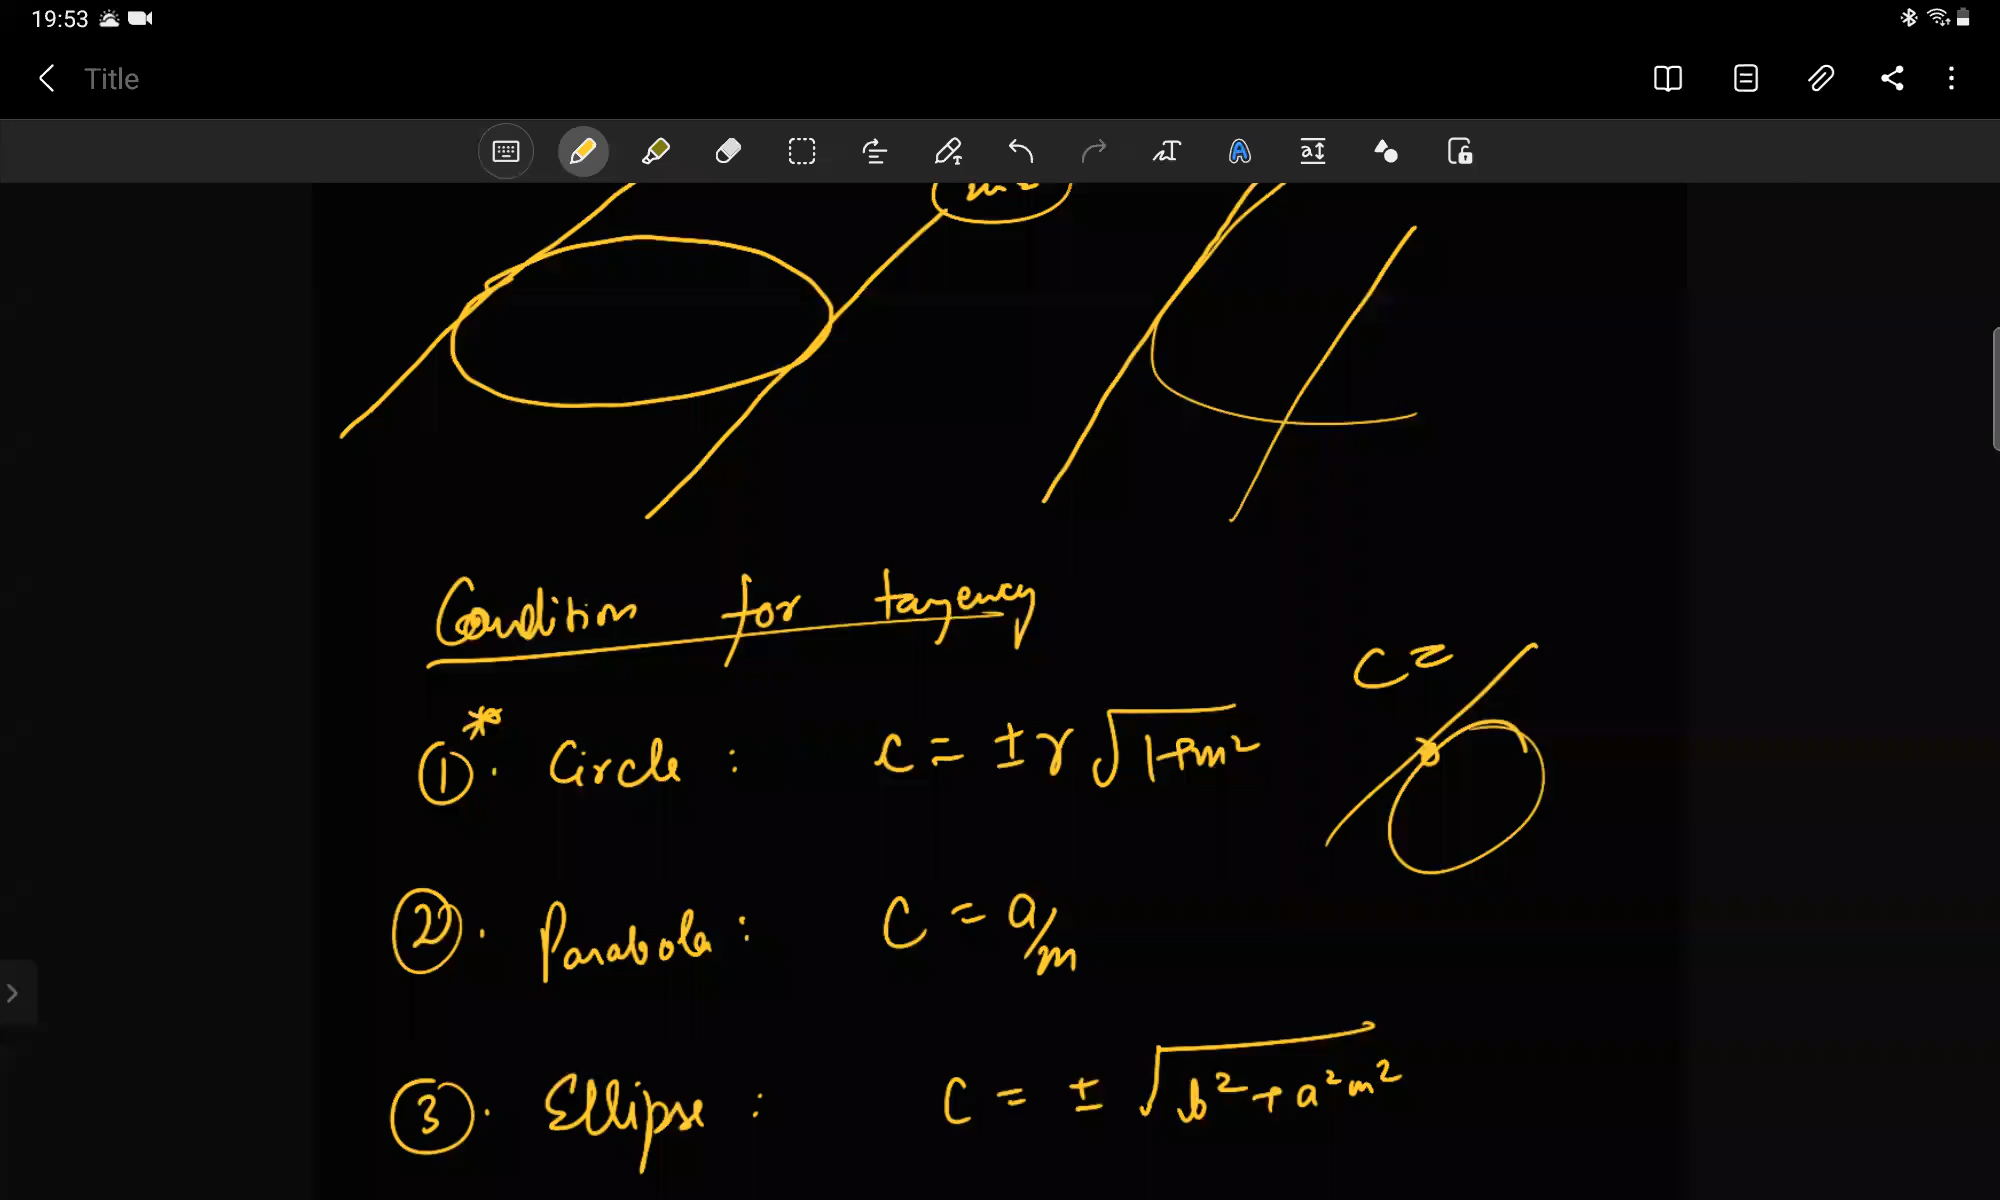 19:53
Title
Condition for tangency
C =
①*. Circle : c = ±r√1+m²
②. Parabola : C = a/m
③. Ellipse : C = ± √b²+a²m²